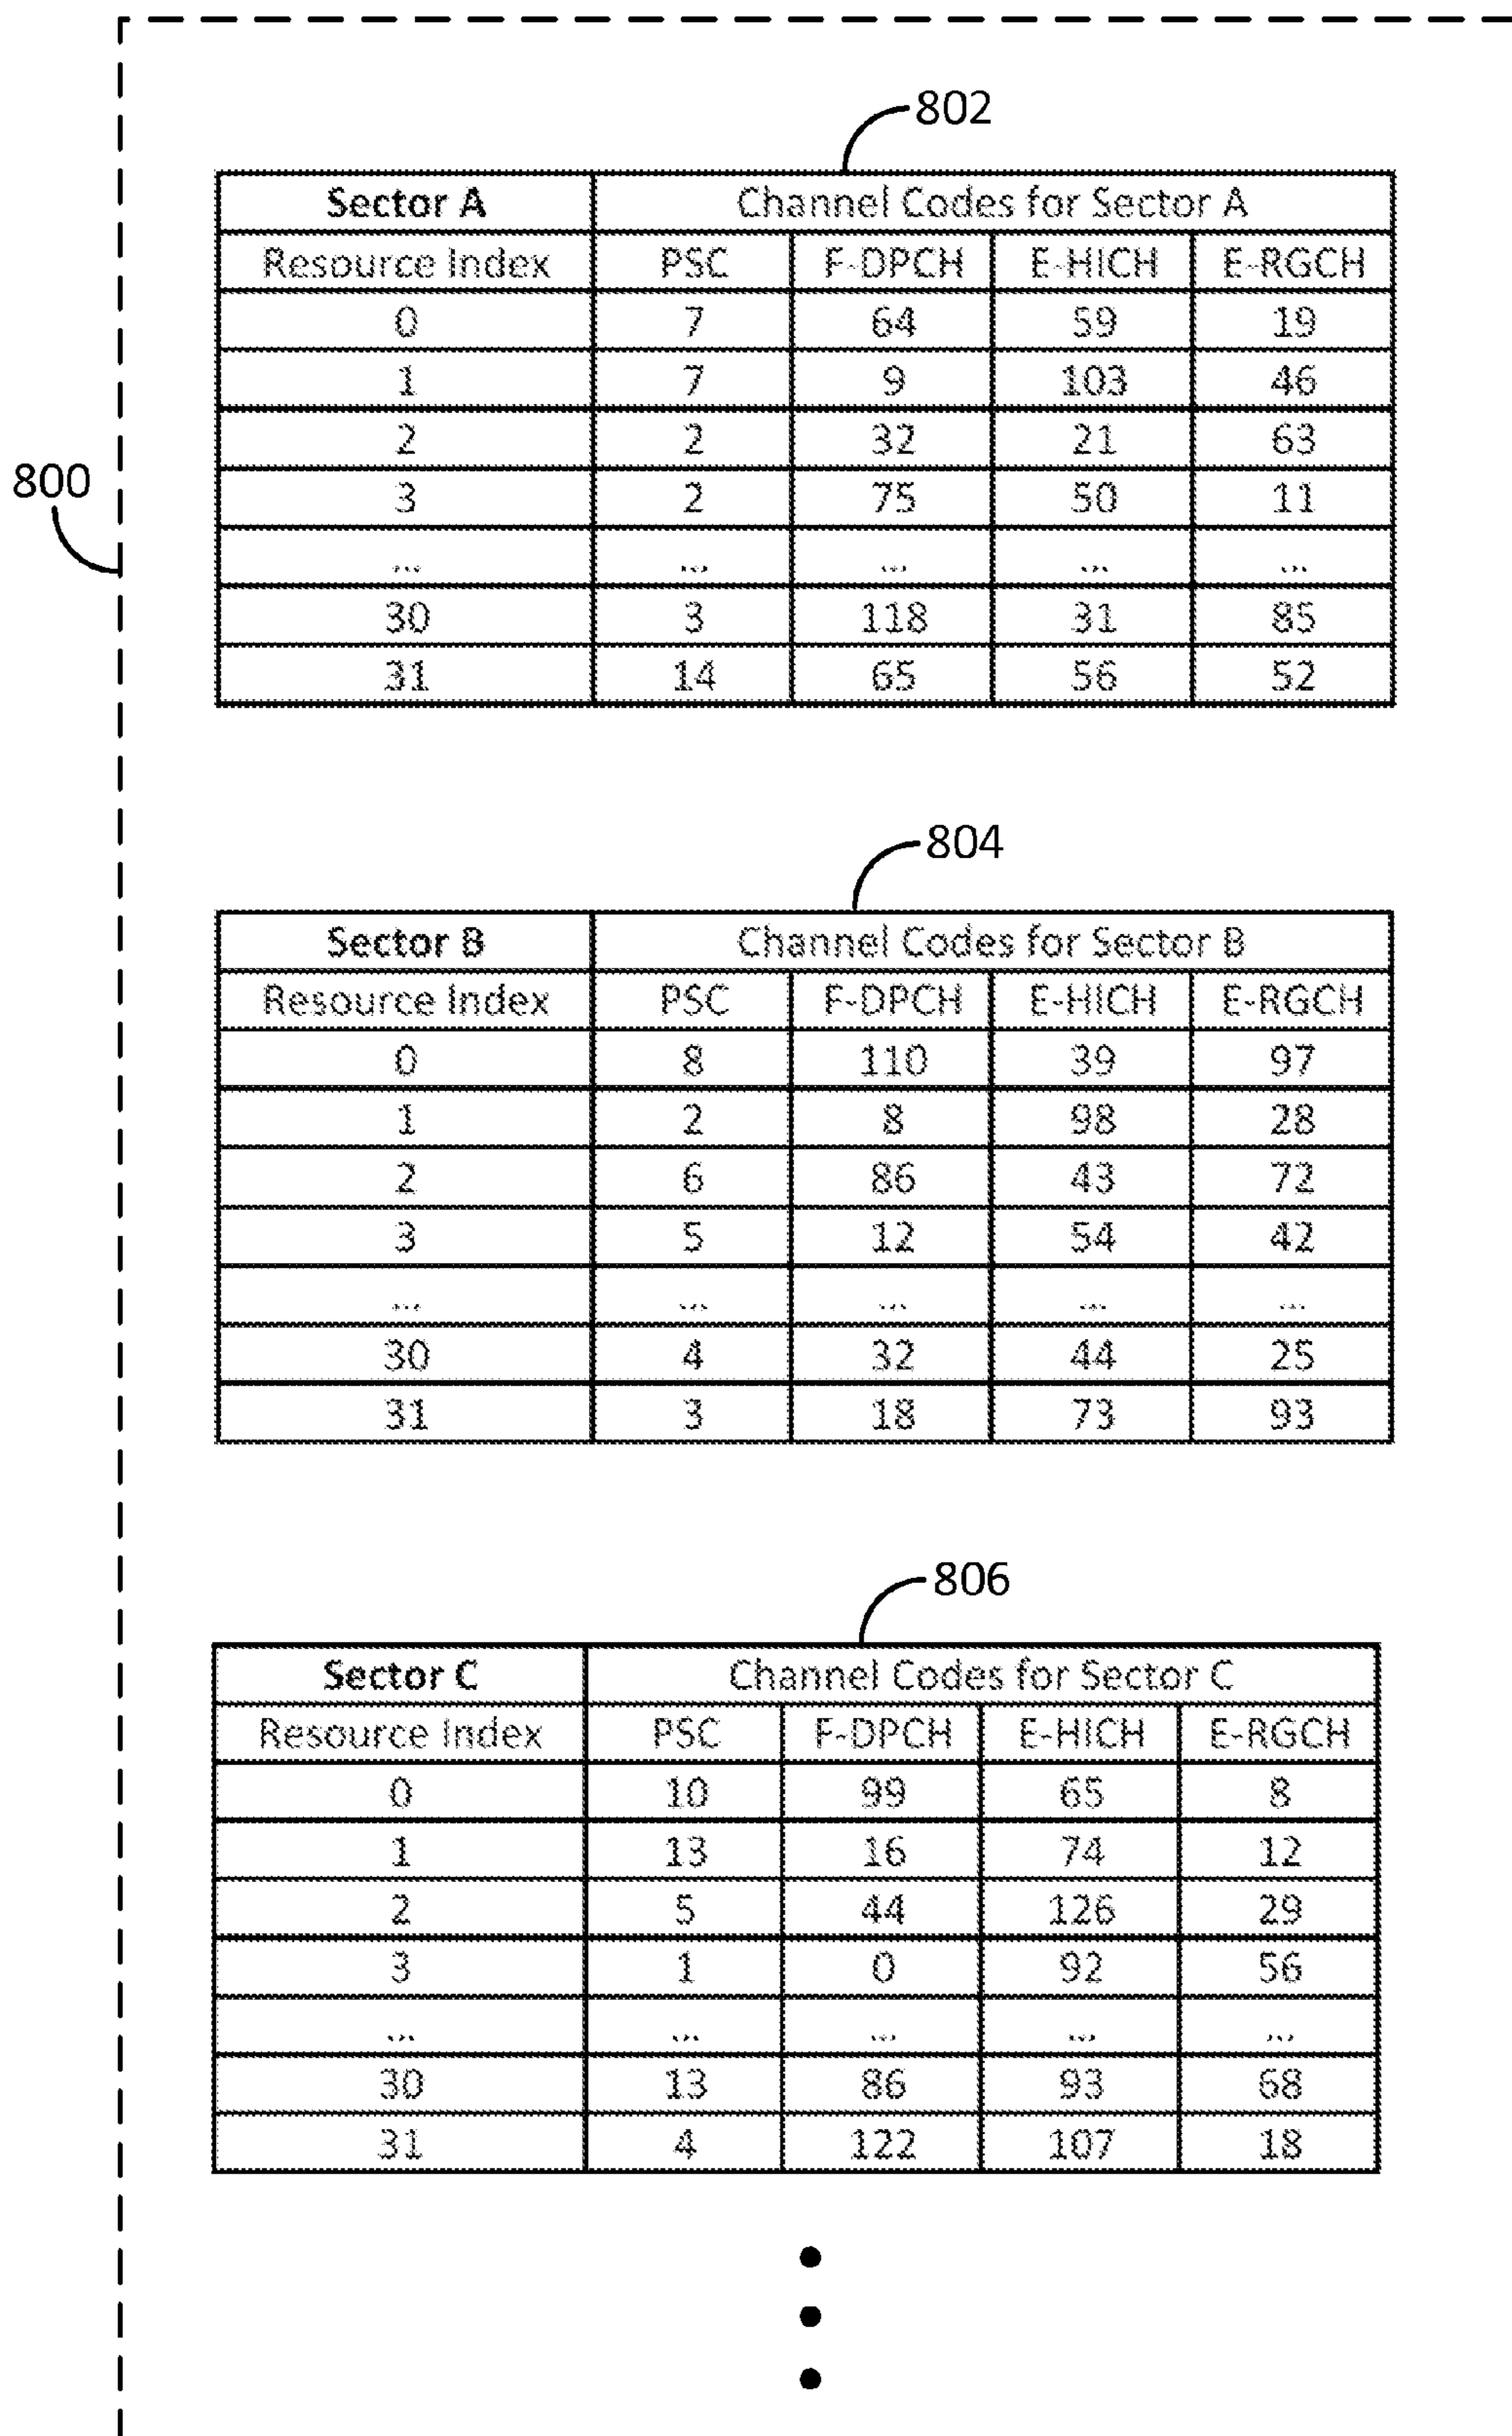 802
Sector A Channel Codes for Sector A
Resource Index PSC F-DPCH E-HICH E-RGCH
0 7 64 59 19
1 7 9 103 46
2 2 32 21 63
800
3 2 75 50 11
... ... ... ... ...
30 3 118 31 85
31 14 65 56 52
804
Sector B Channel Codes for Sector B
Resource Index PSC F-DPCH E-HICH E-RGCH
0 8 110 39 97
1 2 8 98 28
2 6 86 43 72
3 5 12 54 42
... ... ... ... ...
30 4 32 44 25
31 3 18 73 93
806
Sector C Channel Codes for Sector C
Resource Index PSC F-DPCH E-HICH E-RGCH
0 10 99 65 8
1 13 16 74 12
2 5 44 126 29
3 1 0 92 56
... ... ... ... ...
30 13 86 93 68
31 4 122 107 18